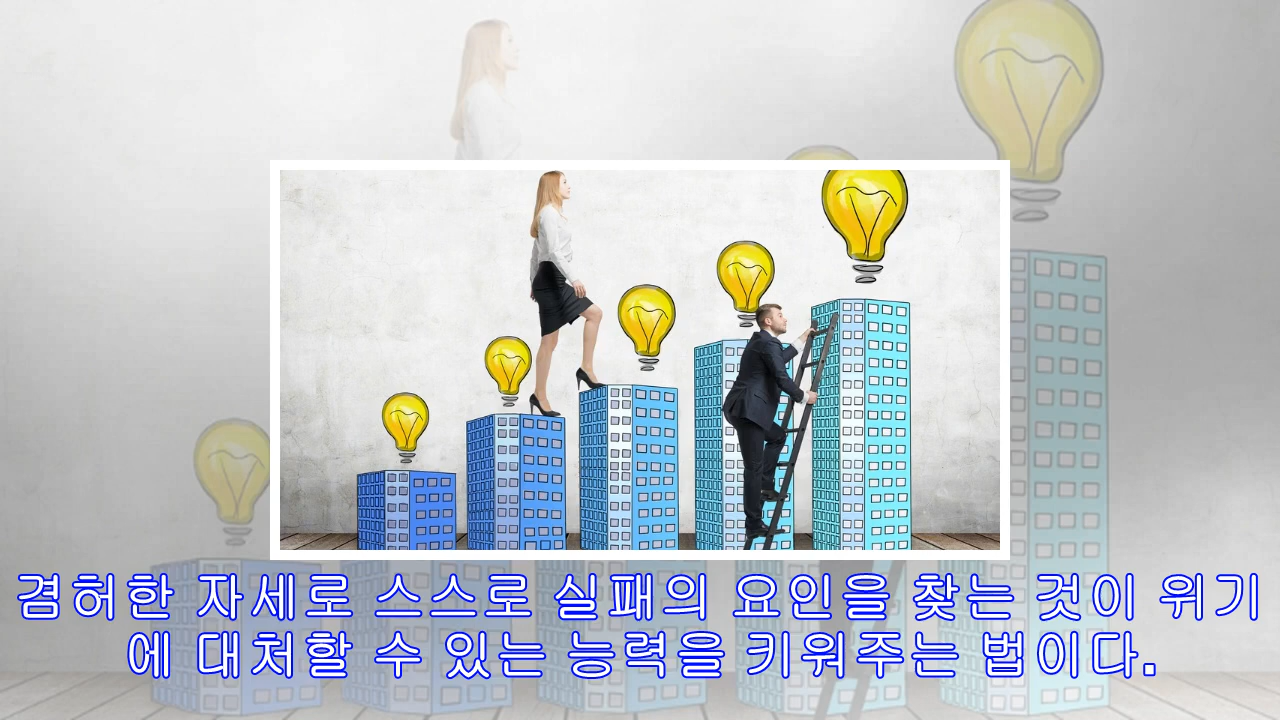 겸허한 자세로 스스로 실패의 요인을 찾는 것이 위기
에 대처할 수 있는 능력을 키워주는 법이다.